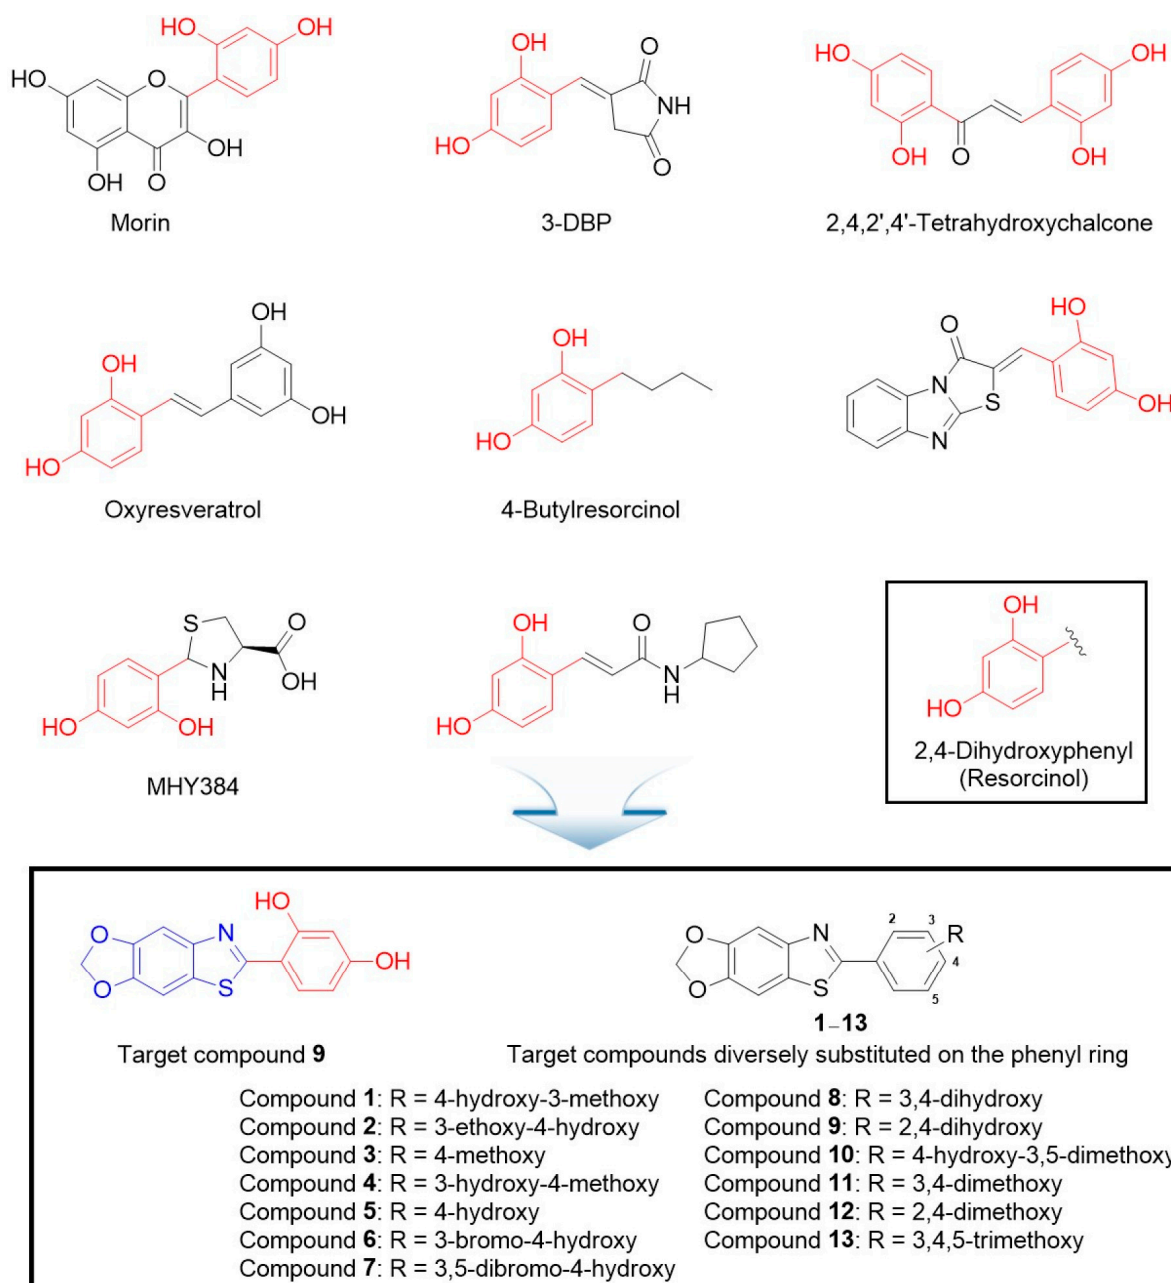 HO
OH
HO
O
OH
OH
O
Morin
OH
O
NH
HO
O
3-DBP
HO
OH
OH
O
OH
2,4,2',4'-Tetrahydroxychalcone
OH
OH
OH
HO
Oxyresveratrol
OH
HO
4-Butylresorcinol
O
HO
N
S
OH
N
S
O
N
H
OH
HO
OH
MHY384
OH
O
N
H
HO
OH
HO
2,4-Dihydroxyphenyl
(Resorcinol)
HO
O
N
OH
O
S
Target compound 9
2
3
R
O
N
4
O
S
5
1–13
Target compounds diversely substituted on the phenyl ring
Compound 1: R = 4-hydroxy-3-methoxy
Compound 2: R = 3-ethoxy-4-hydroxy
Compound 3: R = 4-methoxy
Compound 4: R = 3-hydroxy-4-methoxy
Compound 5: R = 4-hydroxy
Compound 6: R = 3-bromo-4-hydroxy
Compound 7: R = 3,5-dibromo-4-hydroxy
Compound 8: R = 3,4-dihydroxy
Compound 9: R = 2,4-dihydroxy
Compound 10: R = 4-hydroxy-3,5-dimethoxy
Compound 11: R = 3,4-dimethoxy
Compound 12: R = 2,4-dimethoxy
Compound 13: R = 3,4,5-trimethoxy